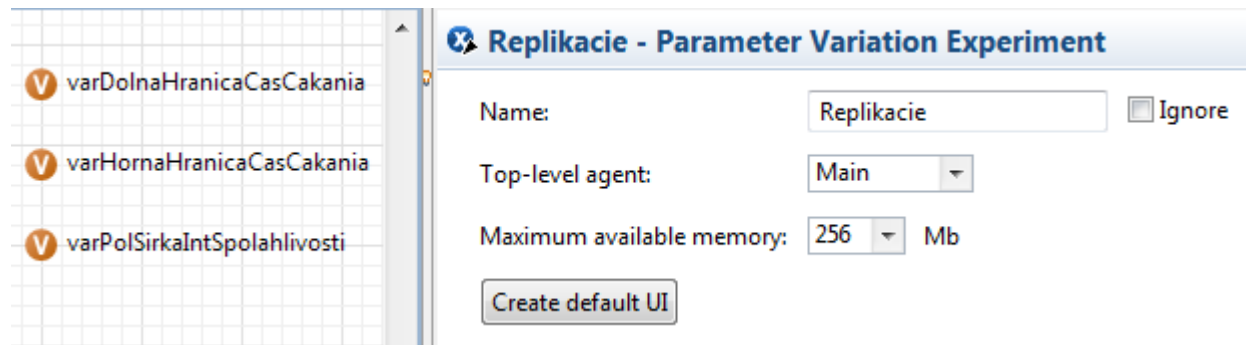 varDolnaHranicaCasCakania
varHornaHranicaCasCakania
varPolSirkaIntSpolahlivosti
Replikacie - Parameter Variation Experiment
Name: Replikacie Ignore
Top-level agent: Main
Maximum available memory: 256 Mb
Create default UI